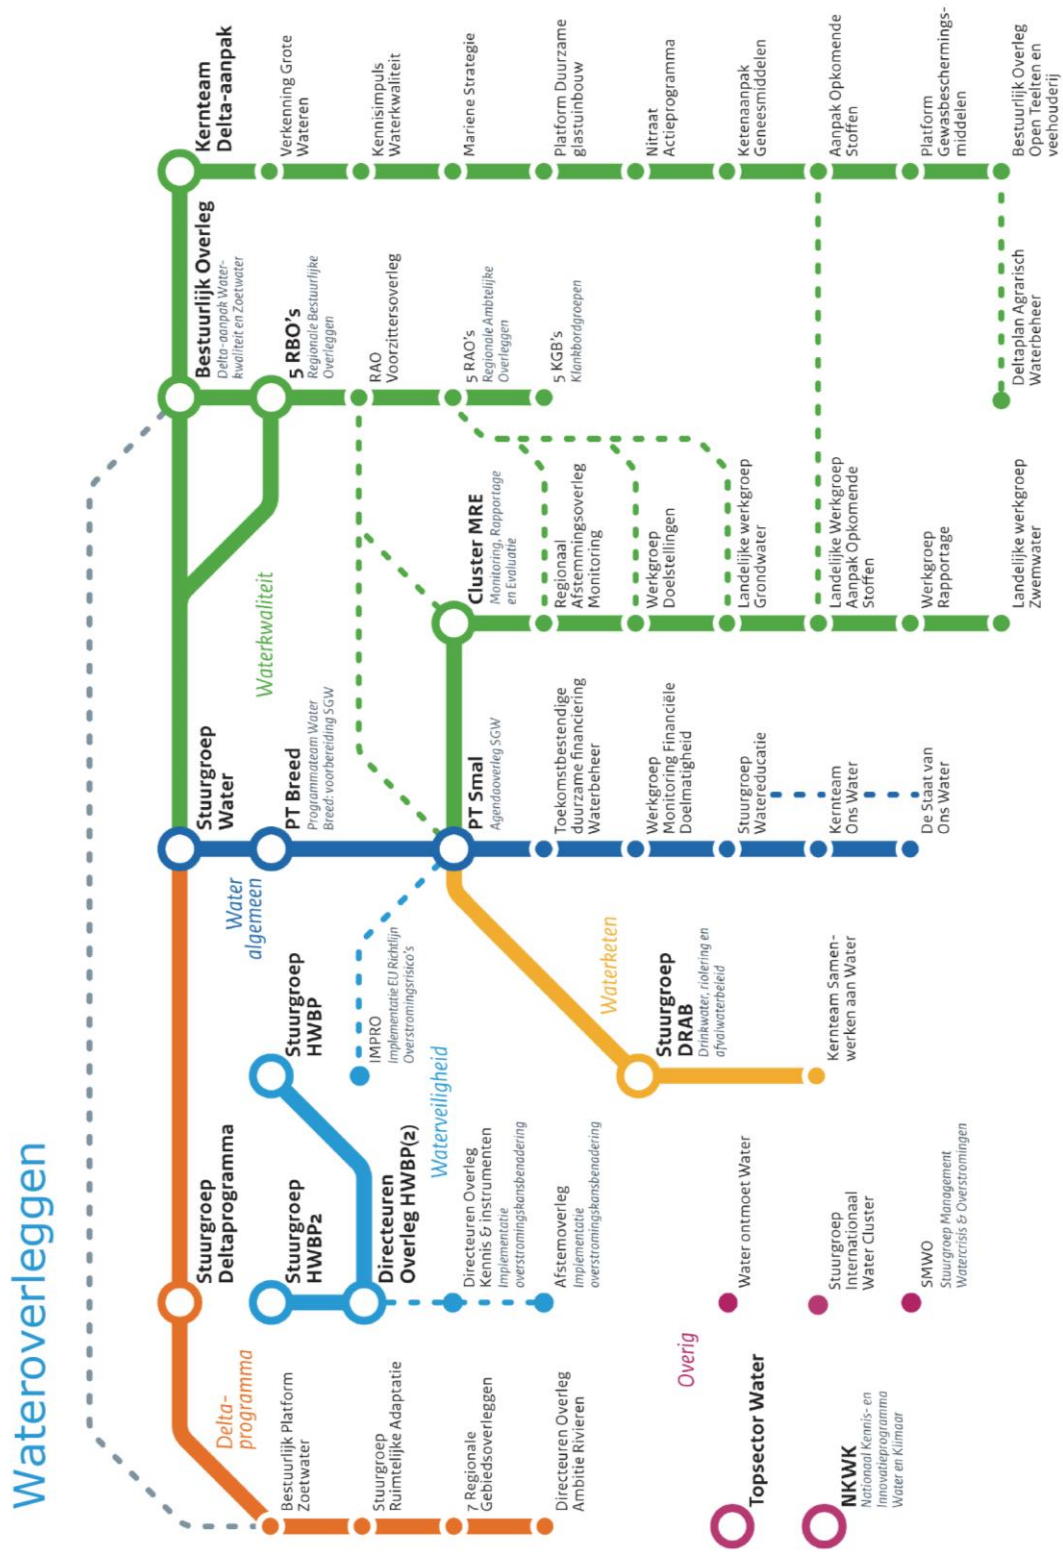 Wateroverleggen
Delta-
programma
Bestuurlijk Platform
Zoetwater
Stuurgroep
Ruimtelijke Adaptatie
7 Regionale
Gebiedsoverleggen
Directeuren Overleg
Ambitie Rivieren
Stuurgroep
Deltaprogramma
Stuurgroep
HWBP2
Directeuren
Overleg HWBP(2)
Directeuren Overleg
Kennis & instrumenten
Implementatie
overstromingskansbenadering
Afstemoverleg
Implementatie
overstromingskansbenadering
Stuurgroep
HWBP
IMPRO
Implementatie EU Richtlijn
Overstromingsrisico's
Waterveiligheid
Water
algemeen
Stuurgroep
Water
PT Breed
Programmateam Water
Breed: voorbereiding SGW
PT Smal
Agendaoverleg SGW
Toekomstbestendige
duurzame financiering
Waterbeheer
Werkgroep
Monitoring Financiële
Doelmatigheid
Stuurgroep
Watereducatie
Kernteam
Ons Water
De Staat van
Ons Water
Waterketen
Stuurgroep
DRAB
Drinkwater, riolering en
afvalwaterbeleid
Kernteam Samen-
werken aan Water
Waterkwaliteit
Bestuurlijk Overleg
Delta-aanpak Water-
kwaliteit en Zoetwater
5 RBO's
Regionale Bestuurlijke
Overleggen
RAO
Voorzittersoverleg
5 RAO's
Regionale Ambtelijke
Overleggen
5 KGB's
Klankbordgroepen
Cluster MRE
Monitoring, Rapportage
en Evaluatie
Regionaal
Afstemmingsoverleg
Monitoring
Werkgroep
Doelstellingen
Landelijke werkgroep
Grondwater
Landelijke Werkgroep
Aanpak Opkomende
Stoffen
Werkgroep
Rapportage
Landelijke werkgroep
Zwemwater
Deltaplan Agrarisch
Waterbeheer
Kernteam
Delta-aanpak
Verkenning Grote
Wateren
Kennisimpuls
Waterkwaliteit
Mariene Strategie
Platform Duurzame
glastuinbouw
Nitraat
Actieprogramma
Ketenaanpak
Geneesmiddelen
Aanpak Opkomende
Stoffen
Platform
Gewasbeschermings-
middelen
Bestuurlijk Overleg
Open Teelten en
veehouderij
Overig
Topsector Water
NKWK
Nationaal Kennis- en
Innovatieprogramma
Water en Klimaar
Water ontmoet Water
Stuurgroep
Internationaal
Water Cluster
SMWO
Stuurgroep Management
Watercrisis & Overstromingen